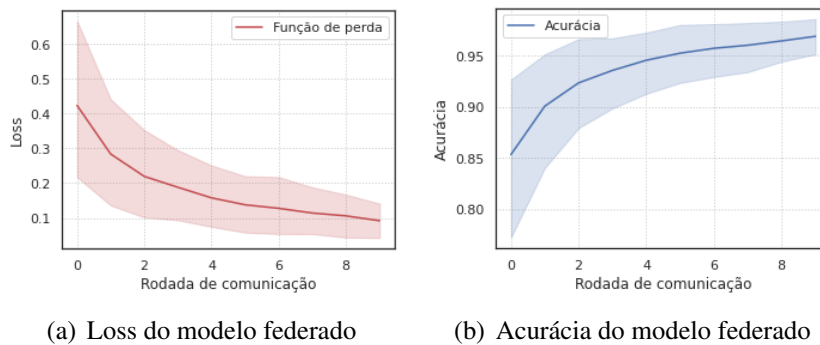 Função de perda
0.6
0.5
0.4
0.3
0.2
0.1
Loss
0 2 4 6 8
Rodada de comunicação
(a) Loss do modelo federado
Acurácia
0.95
0.90
0.85
0.80
Acurácia
0 2 4 6 8
Rodada de comunicação
(b) Acurácia do modelo federado